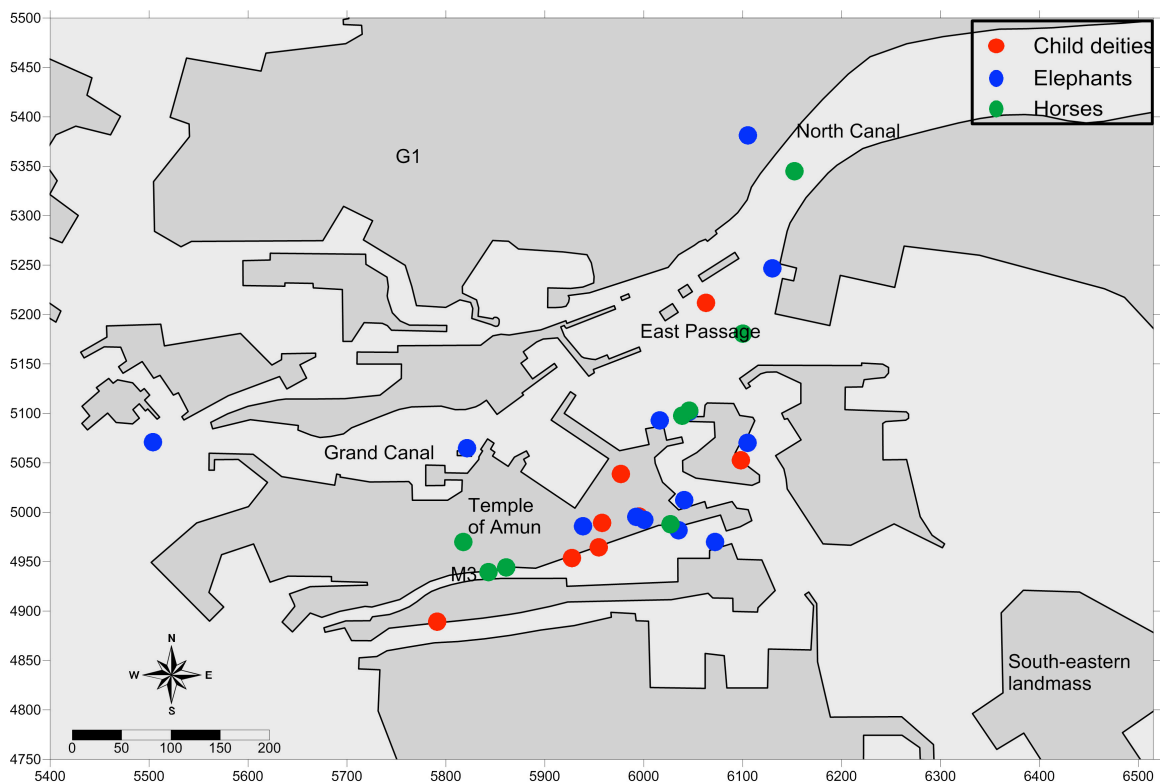 5500
5450
5400
5350
5300
5250
5200
5150
5100
5050
5000
4950
4900
4850
4800
4750
Child deities
Elephants
Horses
North Canal
G1
East Passage
Grand Canal
Temple
of Amun
M3
South-eastern
landmass
N
W E
S
0 50 100 150 200
5400 5500 5600 5700 5800 5900 6000 6100 6200 6300 6400 6500